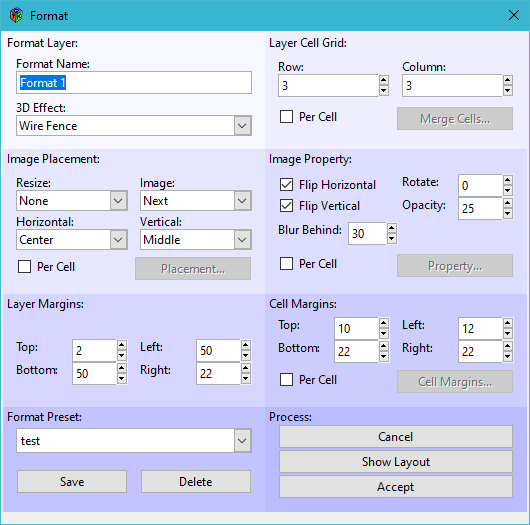 Format
Format Layer:
Format Name:
Format 1
3D Effect:
Wire Fence
Layer Cell Grid:
Row: Column:
3 3
Per Cell Merge Cells...
Image Placement:
Resize: Image:
None Next
Horizontal: Vertical:
Center Middle
Per Cell Placement...
Image Property:
Flip Horizontal Rotate: 0
Flip Vertical Opacity: 25
Blur Behind: 30
Per Cell Property...
Layer Margins:
Top: 2 Left: 50
Bottom: 50 Right: 22
Cell Margins:
Top: 10 Left: 12
Bottom: 22 Right: 22
Per Cell Cell Margins...
Format Preset:
test
Save Delete
Process:
Cancel
Show Layout
Accept